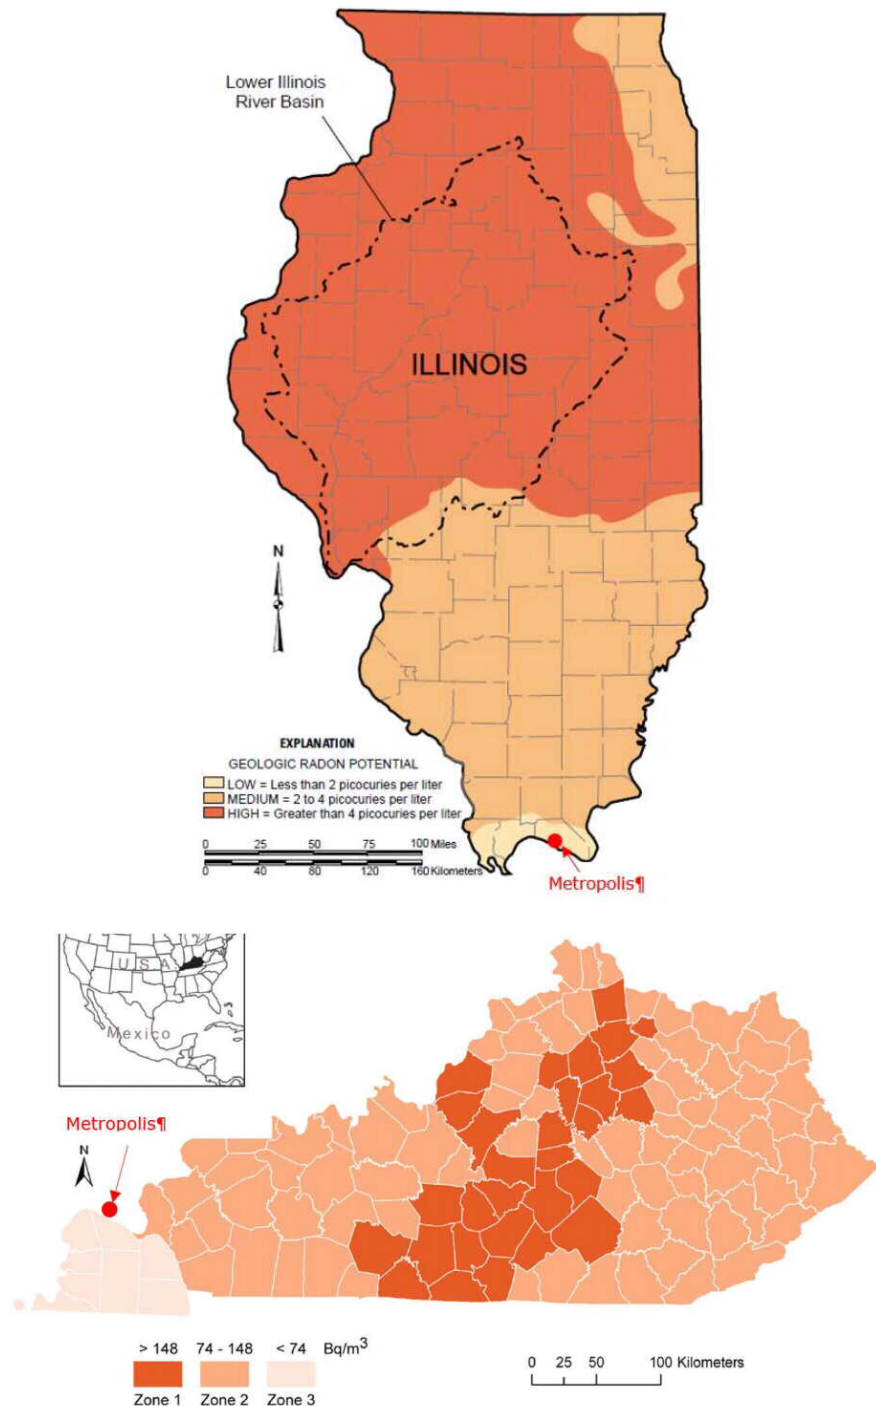 Lower Illinois
River Basin
ILLINOIS
N
EXPLANATION
GEOLOGIC RADON POTENTIAL
LOW = Less than 2 picocuries per liter
MEDIUM = 2 to 4 picocuries per liter
HIGH = Greater than 4 picocuries per liter
0 25 50 75 100 Miles
0 40 80 120 160 Kilometers
Metropolis¶
U.S.A.
Mexico
Metropolis¶
N
> 148 74 - 148 < 74 Bq/m³
Zone 1 Zone 2 Zone 3
0 25 50 100 Kilometers